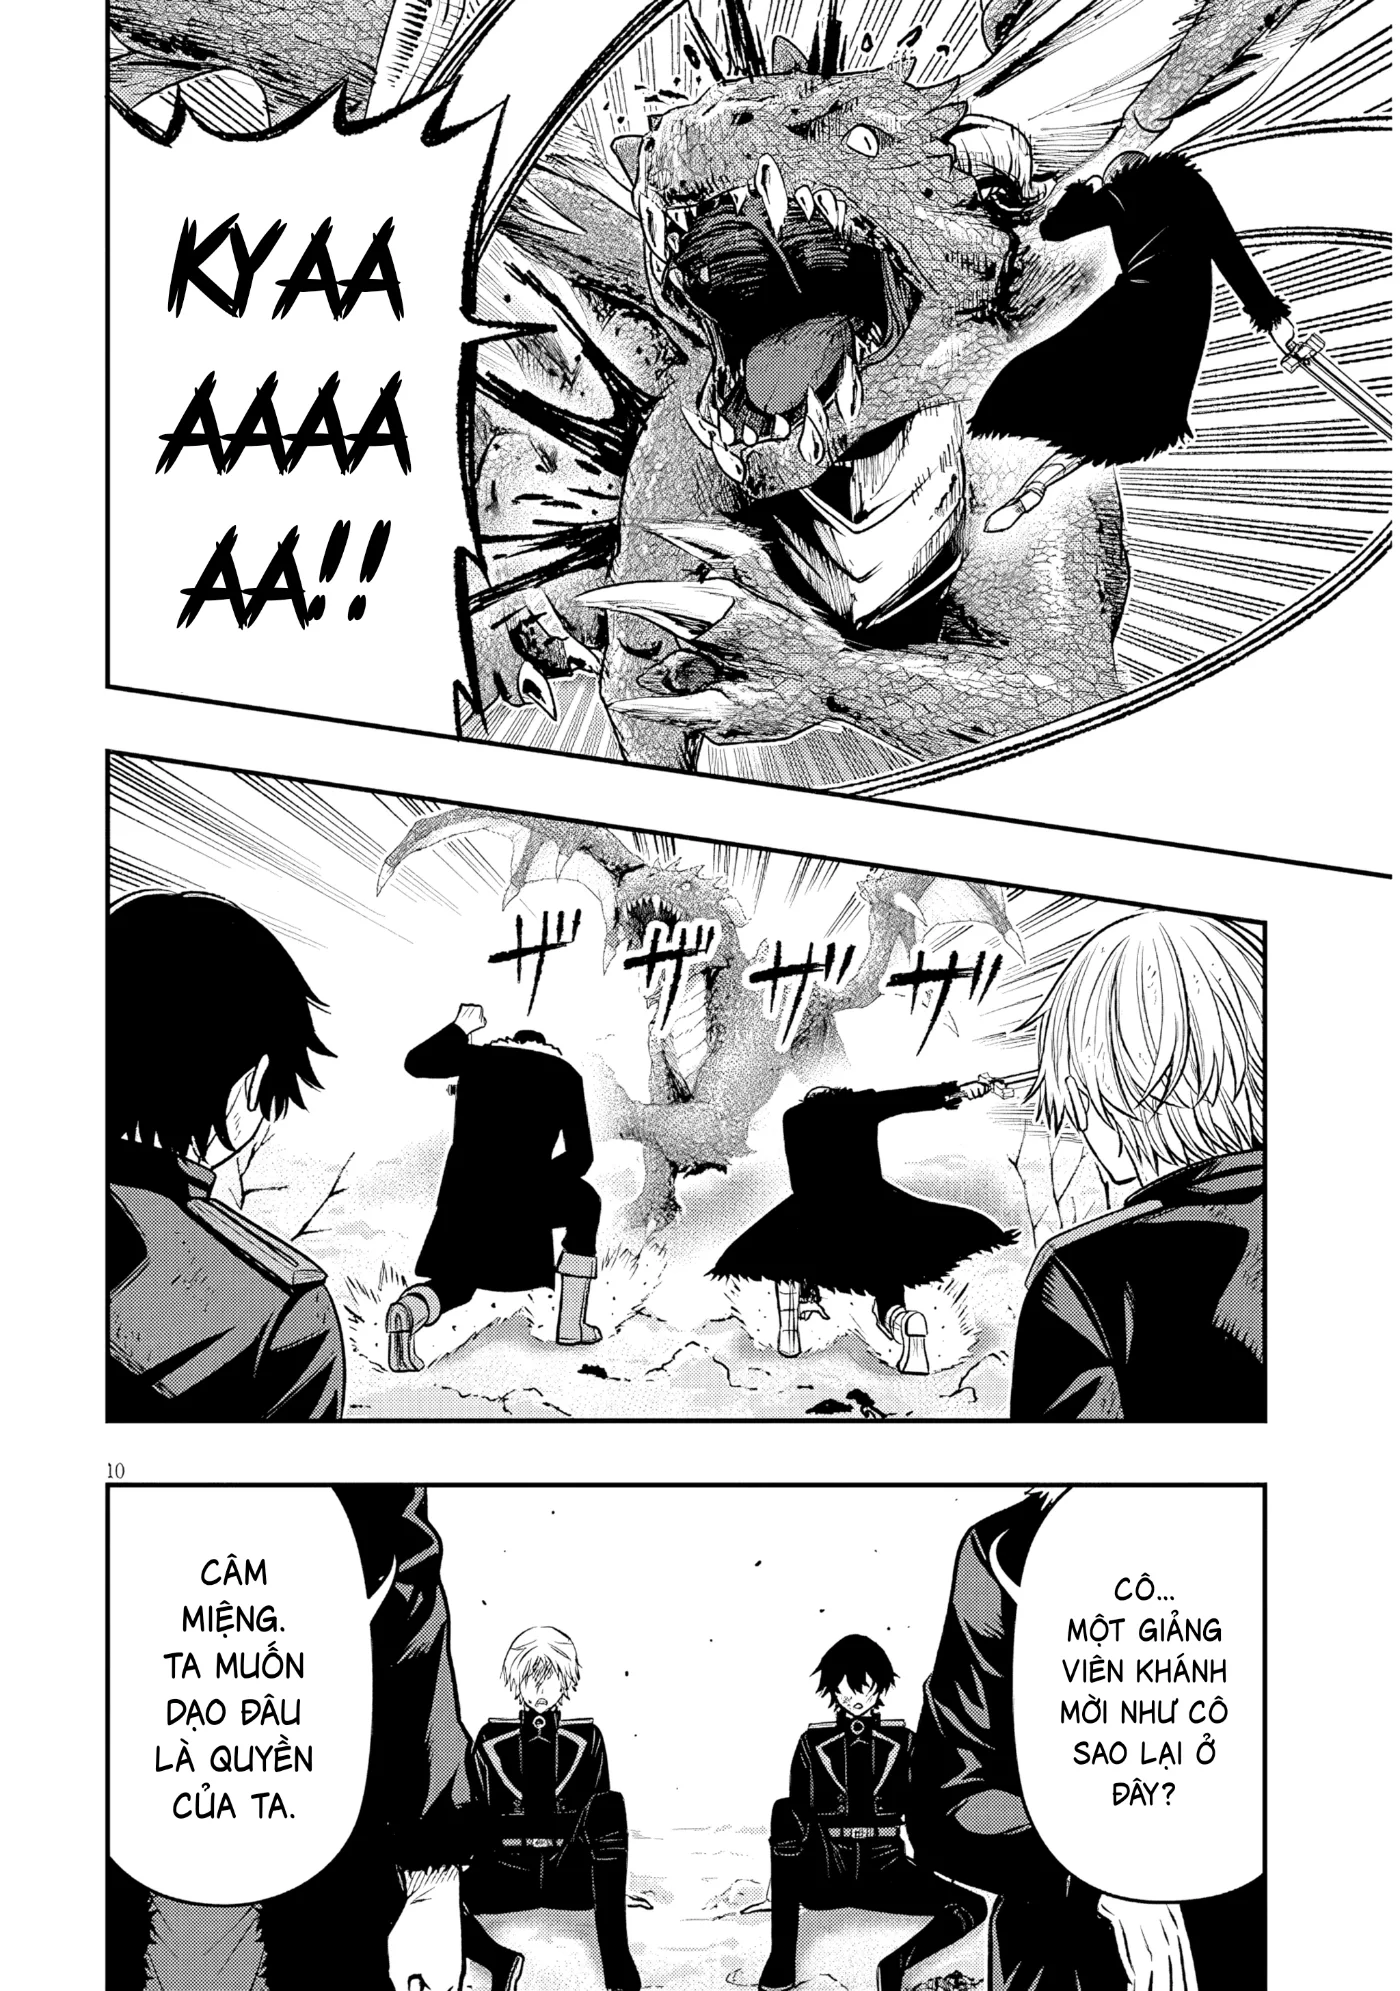 KYAA
AAAA
AA!!
ザ ザ ザ ザ
10
CÔ...
MỘT GIẢNG
VIÊN KHÁNH
MỜI NHƯ CÔ
SAO LẠI Ở
ĐÂY?
CÂM
MIỆNG.
TA MUỐN
DẠO ĐÂU
LÀ QUYỀN
CỦA TA.